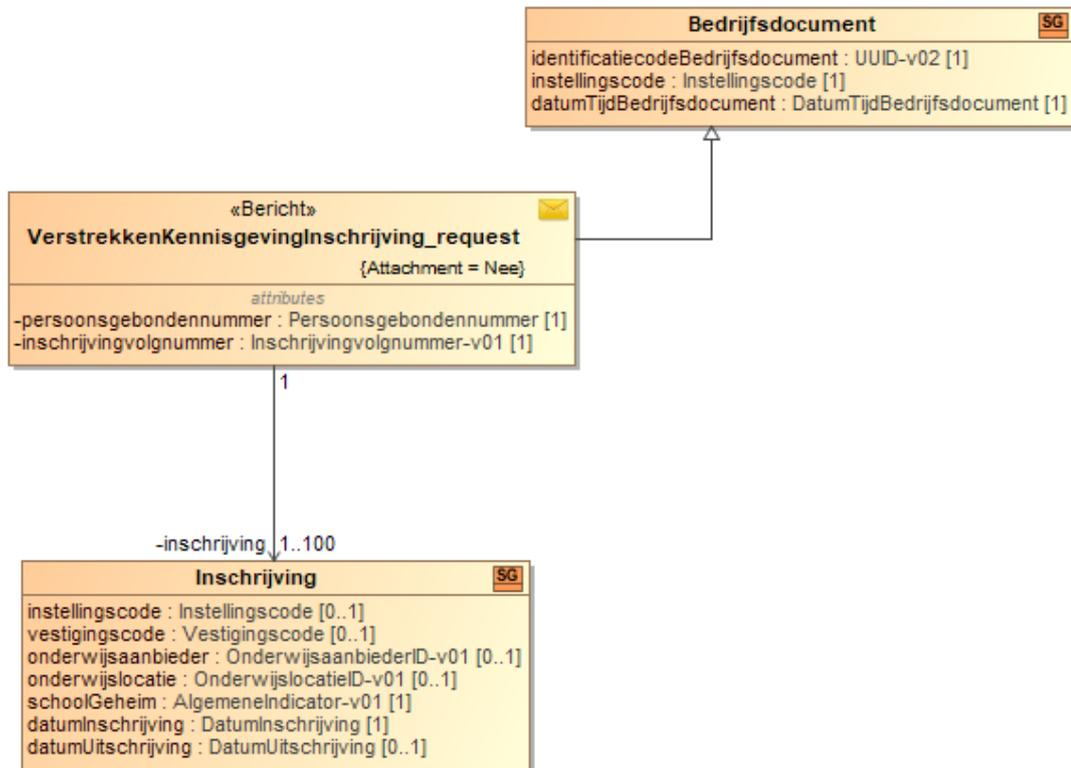 Bedrijfsdocument
SG
identificatiecodeBedrijfsdocument : UUID-v02 [1]
instellingscode : Instellingscode [1]
datumTijdBedrijfsdocument : DatumTijdBedrijfsdocument [1]
«Bericht»
VerstrekkenKennisgevingInschrijving_request
{Attachment = Nee}
attributes
-persoonsgebondennummer : Persoonsgebondennummer [1]
-inschrijvingvolgnummer : Inschrijvingvolgnummer-v01 [1]
1
-inschrijving 1..100
Inschrijving
SG
instellingscode : Instellingscode [0..1]
vestigingscode : Vestigingscode [0..1]
onderwijsaanbieder : OnderwijsaanbiederID-v01 [0..1]
onderwijslocatie : OnderwijslocatieID-v01 [0..1]
schoolGeheim : AlgemeneIndicator-v01 [1]
datumInschrijving : DatumInschrijving [1]
datumUitschrijving : DatumUitschrijving [0..1]